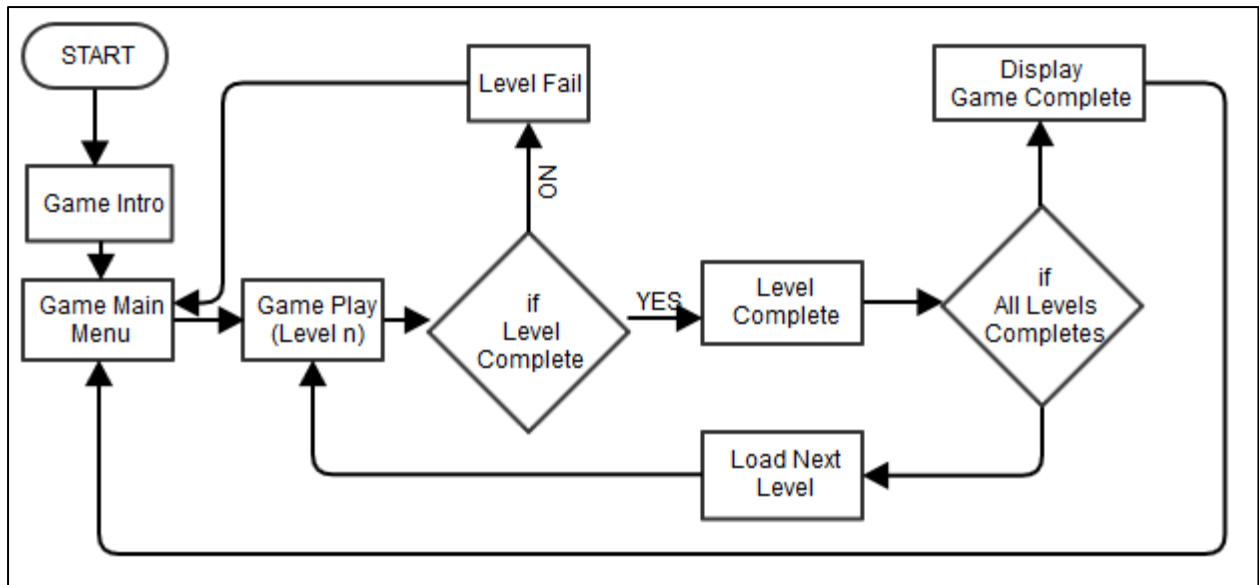 START
Game Intro
Game Main
Menu
Game Play
(Level n)
if
Level
Complete
NO
Level Fail
YES
Level
Complete
if
All Levels
Completes
Display
Game Complete
Load Next
Level